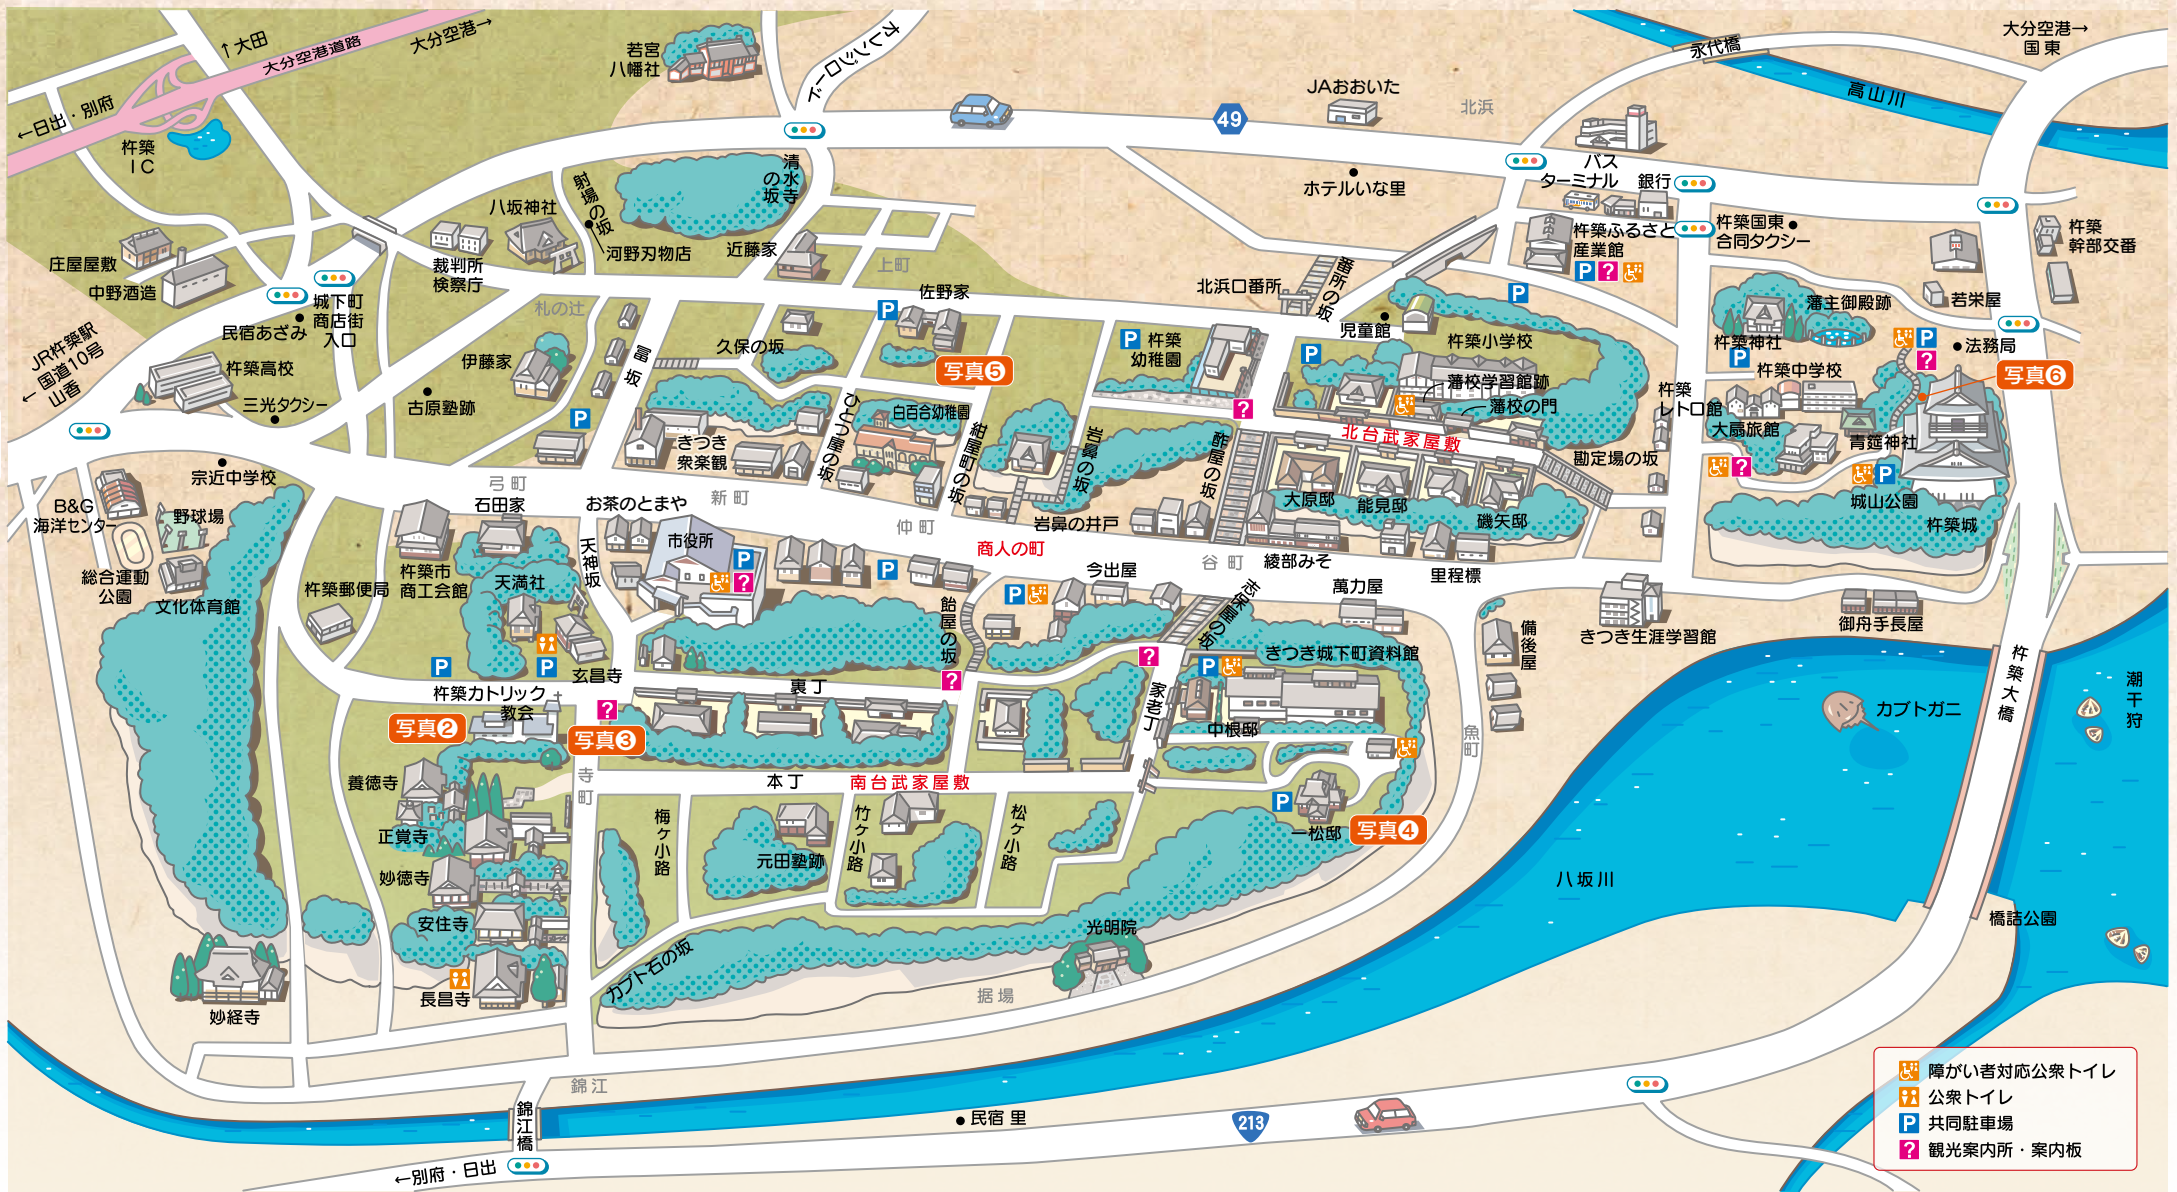 ↑大田
大分空港道路
大分空港→
←日出・別府
杵築
IC
若宮
八幡社
オレンジロード
49
JAおおいた
北浜
永代橋
高山川
大分空港→
国東
ホテルいな里
バス
ターミナル
銀行
杵築ふるさと
産業館
P
?
杵築国東
合同タクシー
杵築
幹部交番
庄屋屋敷
中野酒造
城下町
商店街
入口
民宿あざみ
JR杵築駅
国道10号
←山香
杵築高校
三光タクシー
古原塾跡
裁判所
検察庁
八坂神社
射場の坂
河野刃物店
清水寺
の坂
近藤家
上町
札の辻
伊藤家
P
富坂
久保の坂
P
佐野家
写真5
P
杵築
幼稚園
?
北浜口番所
番所の坂
児童館
P
P
杵築小学校
藩校学習館跡
藩校の門
北台武家屋敷
杵築
レトロ館
勘定場の坂
藩主御殿跡
杵築神社
P
若栄屋
P
?
法務局
写真6
杵築中学校
大扇旅館
?
青筵神社
P
城山公園
杵築城
宗近中学校
B&G
海洋センター
野球場
総合運動
公園
文化体育館
きつき
衆楽観
ひとつ屋の坂
白百合幼稚園
紺屋町の坂
岩鼻の坂
酢屋の坂
大原邸
能見邸
磯矢邸
弓町
新町
仲町
岩鼻の井戸
商人の町
谷町
綾部みそ
里程標
石田家
お茶のとまや
市役所
P
?
P
天神坂
杵築市
商工会館
天満社
杵築郵便局
P
P
玄昌寺
今出屋
P
飴屋の坂
?
志保屋の坂
萬力屋
きつき城下町資料館
P
?
家老丁
中根邸
備後屋
魚町
きつき生涯学習館
御舟手長屋
杵築大橋
潮干狩
カブトガニ
杵築カトリック
教会
写真2
?
写真3
裏丁
本丁
南台武家屋敷
寺町
養徳寺
正覚寺
妙徳寺
安住寺
長昌寺
妙経寺
梅ヶ小路
元田塾跡
竹ヶ小路
松ヶ小路
P
一松邸
写真4
カブト石の坂
光明院
据場
八坂川
橋詰公園
錦江
錦江橋
民宿 里
213
←別府・日出
障がい者対応公衆トイレ
公衆トイレ
P
共同駐車場
?
観光案内所・案内板